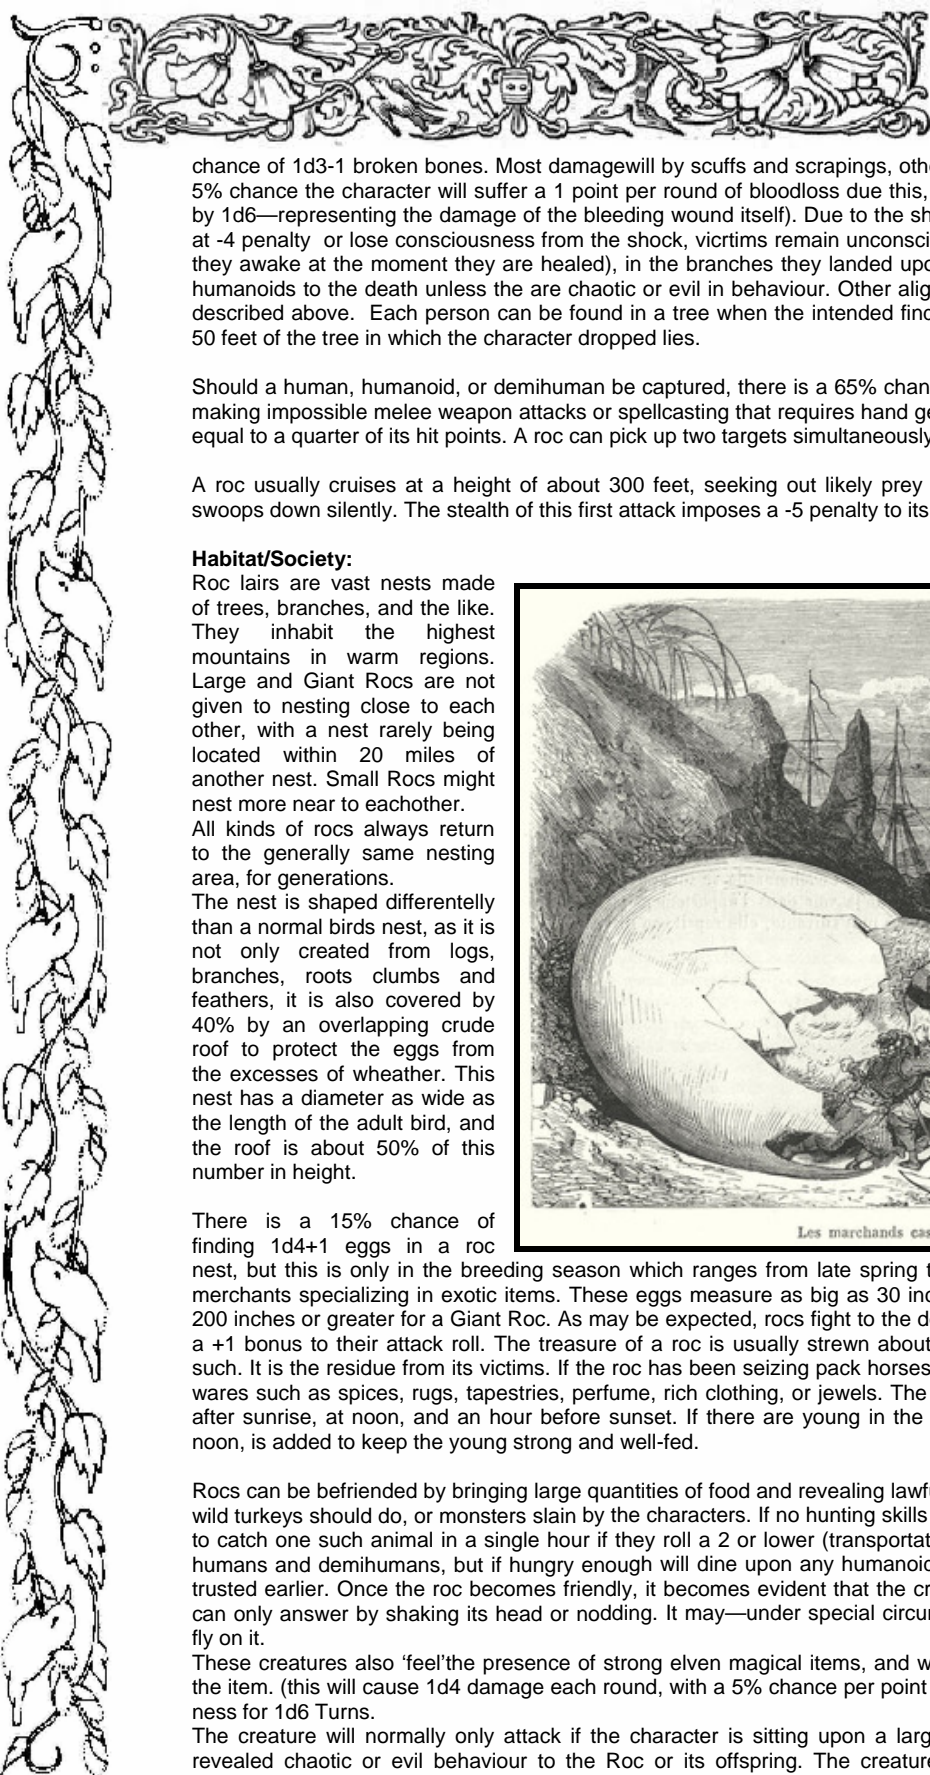 chance of 1d3-1 broken bones. Most damagewill by scuffs and scrapings, othe
5% chance the character will suffer a 1 point per round of bloodloss due this,
by 1d6—representing the damage of the bleeding wound itself). Due to the sh
at -4 penalty or lose consciousness from the shock, vicrtims remain unconsci
they awake at the moment they are healed), in the branches they landed upo
humanoids to the death unless the are chaotic or evil in behaviour. Other alig
described above. Each person can be found in a tree when the intended find
50 feet of the tree in which the character dropped lies.
Should a human, humanoid, or demihuman be captured, there is a 65% chan
making impossible melee weapon attacks or spellcasting that requires hand ge
equal to a quarter of its hit points. A roc can pick up two targets simultaneously
A roc usually cruises at a height of about 300 feet, seeking out likely prey
swoops down silently. The stealth of this first attack imposes a -5 penalty to its
Habitat/Society:
Roc lairs are vast nests made
of trees, branches, and the like.
They inhabit the highest
mountains in warm regions.
Large and Giant Rocs are not
given to nesting close to each
other, with a nest rarely being
located within 20 miles of
another nest. Small Rocs might
nest more near to eachother.
All kinds of rocs always return
to the generally same nesting
area, for generations.
The nest is shaped differentelly
than a normal birds nest, as it is
not only created from logs,
branches, roots clumbs and
feathers, it is also covered by
40% by an overlapping crude
roof to protect the eggs from
the excesses of wheather. This
nest has a diameter as wide as
the length of the adult bird, and
the roof is about 50% of this
number in height.
There is a 15% chance of
finding 1d4+1 eggs in a roc
Les marchands cas
nest, but this is only in the breeding season which ranges from late spring t
merchants specializing in exotic items. These eggs measure as big as 30 inc
200 inches or greater for a Giant Roc. As may be expected, rocs fight to the de
a +1 bonus to their attack roll. The treasure of a roc is usually strewn about
such. It is the residue from its victims. If the roc has been seizing pack horses
wares such as spices, rugs, tapestries, perfume, rich clothing, or jewels. The
after sunrise, at noon, and an hour before sunset. If there are young in the
noon, is added to keep the young strong and well-fed.
Rocs can be befriended by bringing large quantities of food and revealing lawfu
wild turkeys should do, or monsters slain by the characters. If no hunting skills
to catch one such animal in a single hour if they roll a 2 or lower (transportat
humans and demihumans, but if hungry enough will dine upon any humanoid
trusted earlier. Once the roc becomes friendly, it becomes evident that the cr
can only answer by shaking its head or nodding. It may—under special circur
fly on it.
These creatures also ‘feel’the presence of strong elven magical items, and w
the item. (this will cause 1d4 damage each round, with a 5% chance per point
ness for 1d6 Turns.
The creature will normally only attack if the character is sitting upon a larg
revealed chaotic or evil behaviour to the Roc or its offspring. The creature